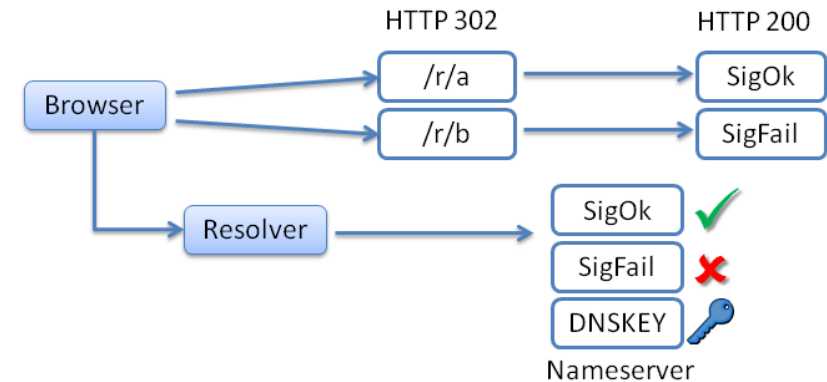 HTTP 302
HTTP 200
Browser
/r/a
SigOk
/r/b
SigFail
Resolver
SigOk
SigFail
DNSKEY
Nameserver